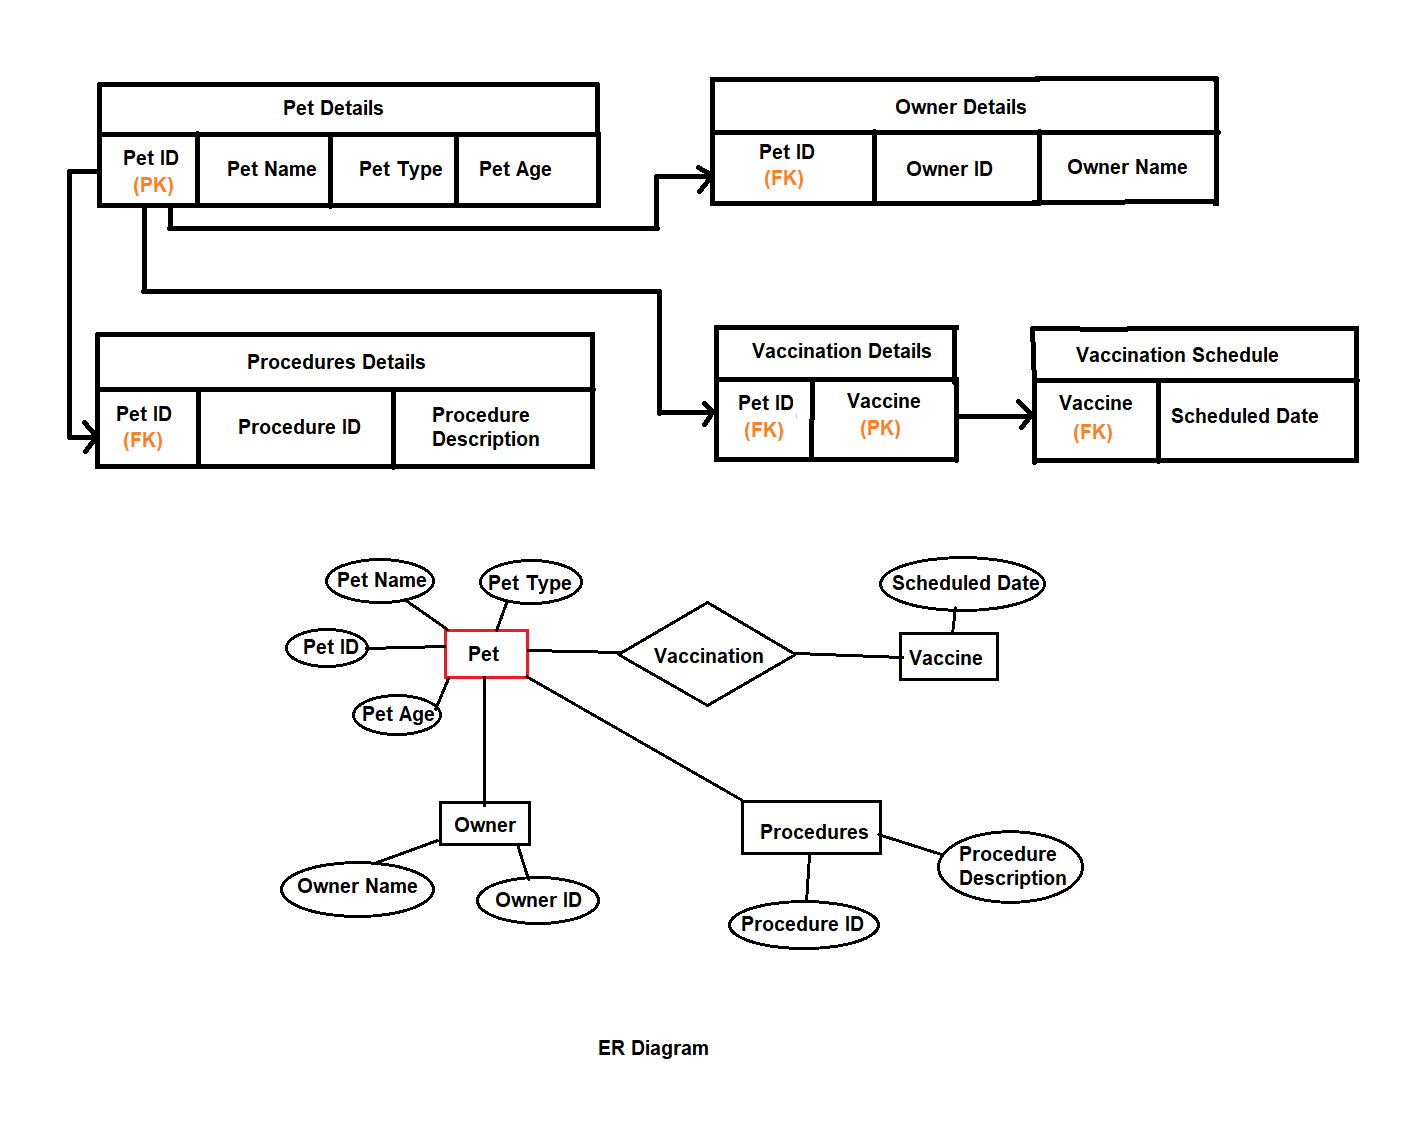 Pet Details
Pet ID
(PK)
Pet Name
Pet Type
Pet Age
Owner Details
Pet ID
(FK)
Owner ID
Owner Name
Procedures Details
Pet ID
(FK)
Procedure ID
Procedure
Description
Vaccination Details
Pet ID
(FK)
Vaccine
(PK)
Vaccination Schedule
Vaccine
(FK)
Scheduled Date
Pet Name
Pet Type
Pet ID
Pet
Pet Age
Vaccination
Scheduled Date
Vaccine
Owner
Owner Name
Owner ID
Procedures
Procedure
Description
Procedure ID
ER Diagram